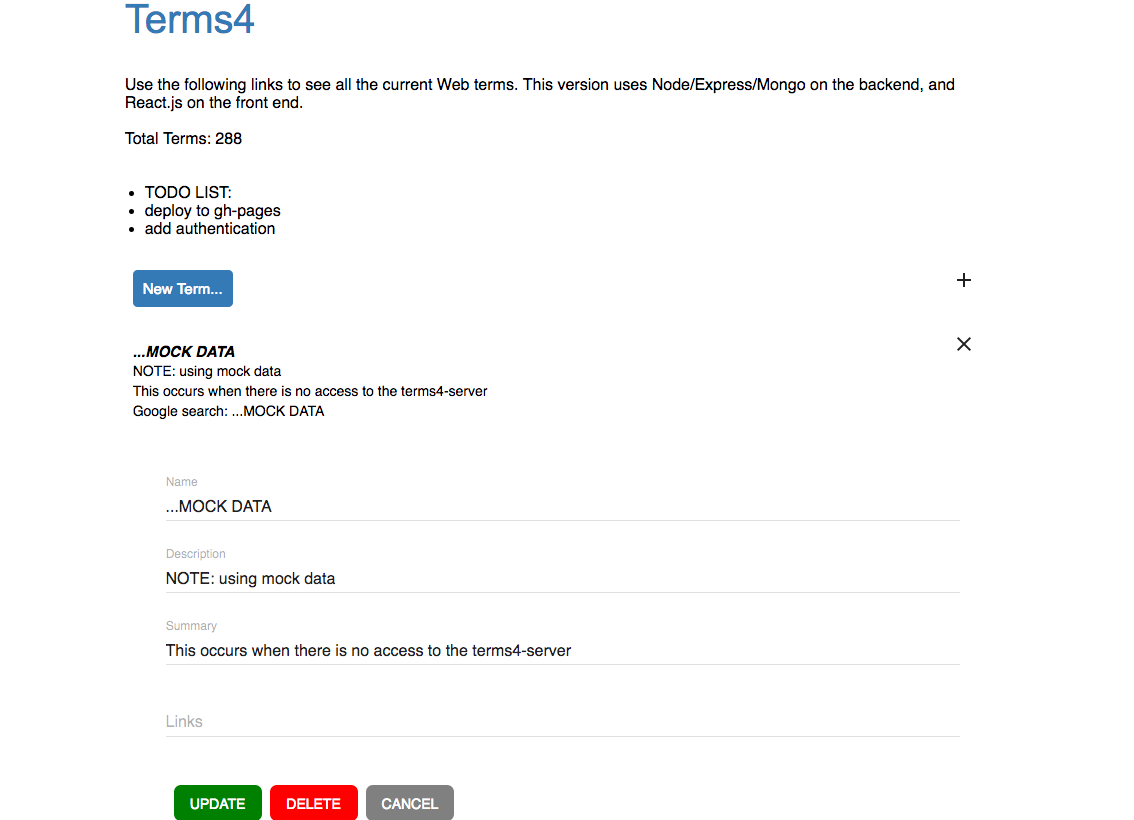 Terms4
Use the following links to see all the current Web terms. This version uses Node/Express/Mongo on the backend, and
React.js on the front end.
Total Terms: 288
TODO LIST:
deploy to gh-pages
add authentication
New Term...
...MOCK DATA
NOTE: using mock data
This occurs when there is no access to the terms4-server
Google search: ...MOCK DATA
Name
...MOCK DATA
Description
NOTE: using mock data
Summary
This occurs when there is no access to the terms4-server
Links
UPDATE DELETE CANCEL